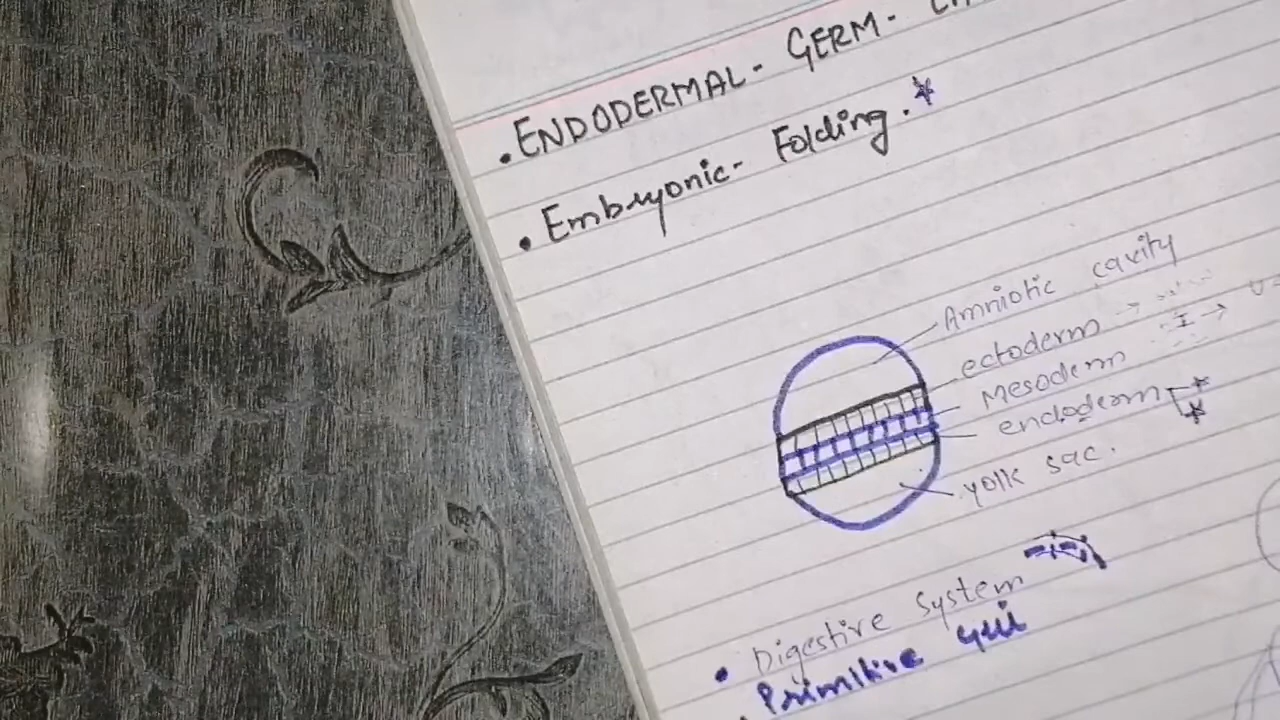 • ENDODERMAL- GERM-
• Embryonic- Folding. *
Amniotic cavity
ectoderm →
Mesoderm
endoderm
yolk sac.
• Digestive System
Primitive gut